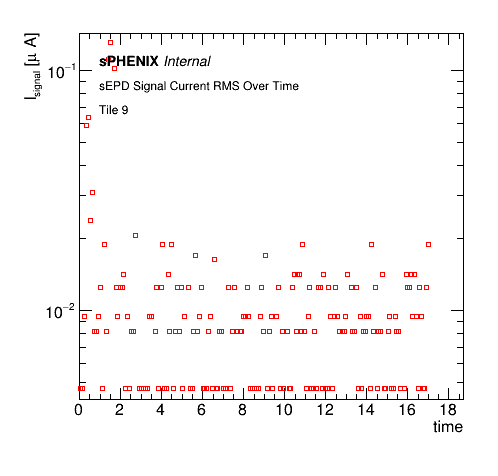 I_signal [μ A]
10⁻¹
sPHENIX Internal
sEPD Signal Current RMS Over Time
Tile 9
10⁻²
0 2 4 6 8 10 12 14 16 18
time